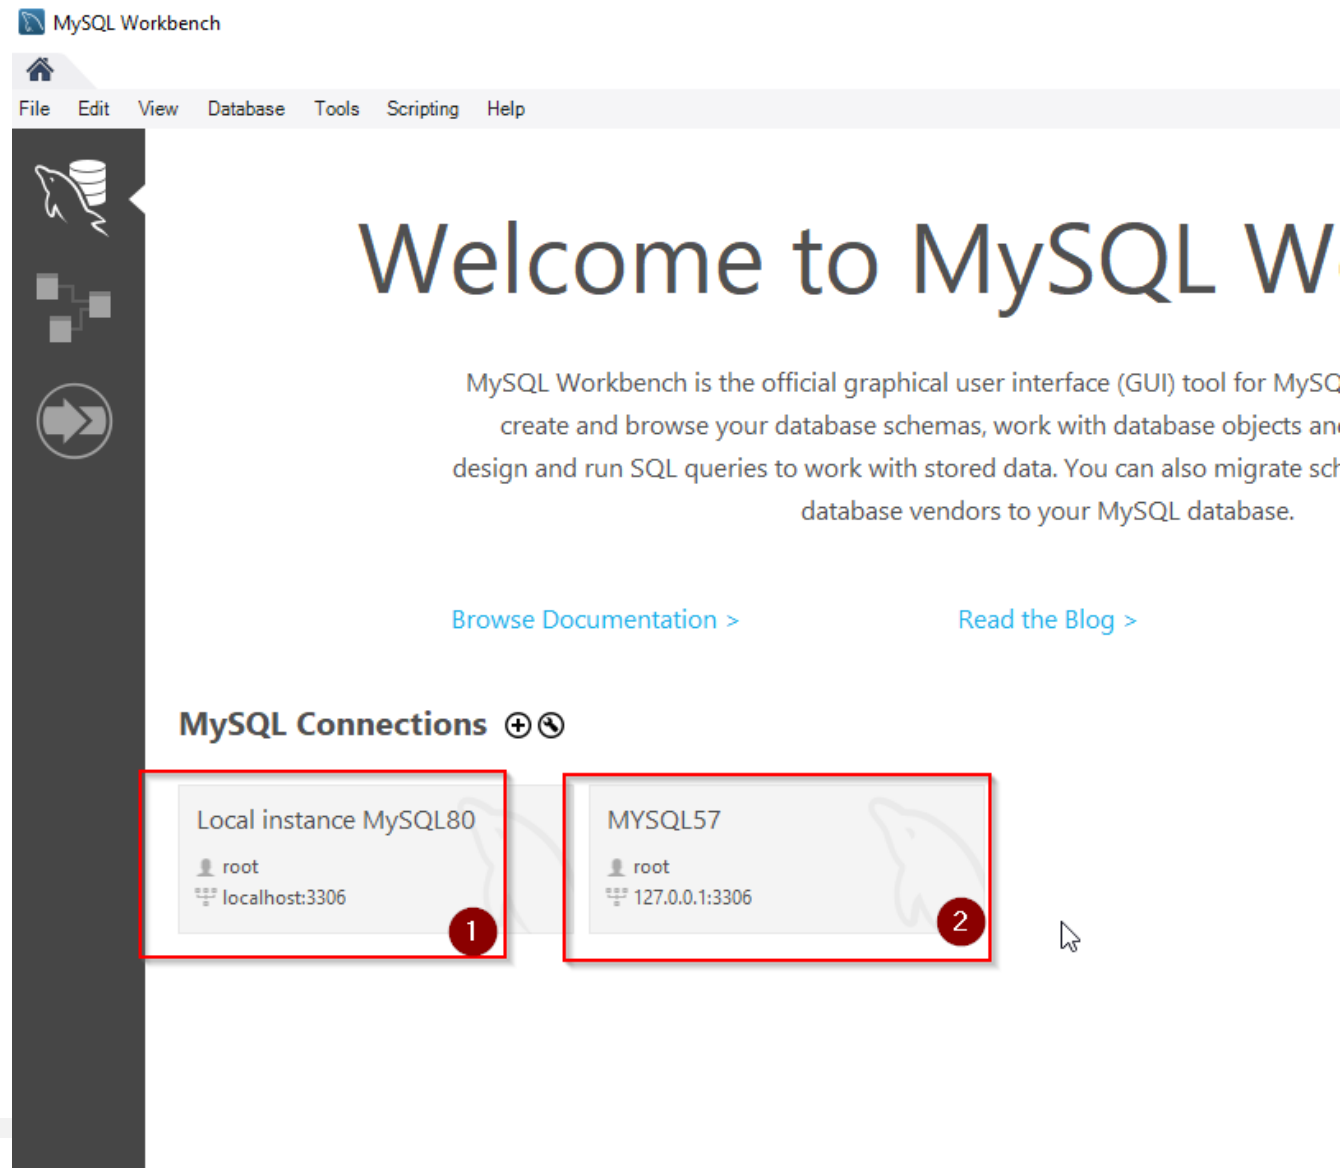 MySQL Workbench
File Edit View Database Tools Scripting Help
Welcome to MySQL
MySQL Workbench is the official graphical user interface (GUI) tool for
create and browse your database schemas, work with database objects
design and run SQL queries to work with stored data. You can also migrate
database vendors to your MySQL database.
Browse Documentation > Read the Blog >
MySQL Connections
Local instance MySQL80
root
localhost:3306
1
MYSQL57
root
127.0.0.1:3306
2